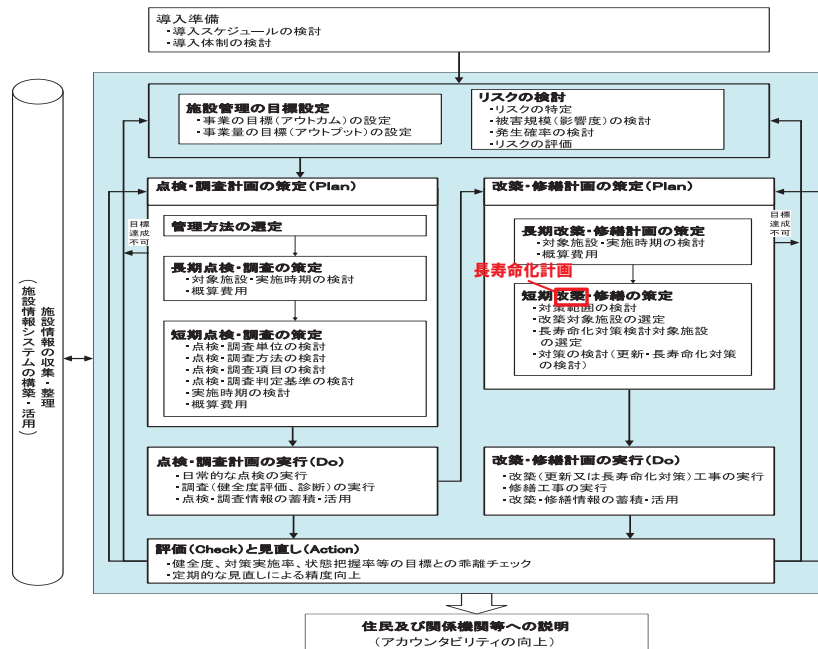 導入準備
・導入スケジュールの検討
・導入体制の検討
施設情報の収集・整理
(施設情報システムの構築・活用)
施設管理の目標設定
・事業の目標(アウトカム)の設定
・事業量の目標(アウトプット)の設定
リスクの検討
・リスクの特定
・被害規模(影響度)の検討
・発生確率の検討
・リスクの評価
点検・調査計画の策定(Plan)
目標
達成
不可
管理方法の選定
長期点検・調査の策定
・対象施設・実施時期の検討
・概算費用
短期点検・調査の策定
・点検・調査単位の検討
・点検・調査方法の検討
・点検・調査項目の検討
・点検・調査判定基準の検討
・実施時期の検討
・概算費用
改築・修繕計画の策定(Plan)
目標
達成
不可
長期改築・修繕計画の策定
・対象施設・実施時期の検討
・概算費用
長寿命化計画
短期改築・修繕の策定
・対策範囲の検討
・改築対象施設の選定
・長寿命化対策検討対象施設
の選定
・対策の検討(更新・長寿命化対策
の検討)
点検・調査計画の実行(Do)
・日常的な点検の実行
・調査(健全度評価、診断)の実行
・点検・調査情報の蓄積・活用
改築・修繕計画の実行(Do)
・改築(更新又は長寿命化対策)工事の実行
・修繕工事の実行
・改築・修繕情報の蓄積・活用
評価(Check)と見直し(Action)
・健全度、対策実施率、状態把握率等の目標との乖離チェック
・定期的な見直しによる精度向上
住民及び関係機関等への説明
(アカウンタビリティの向上)